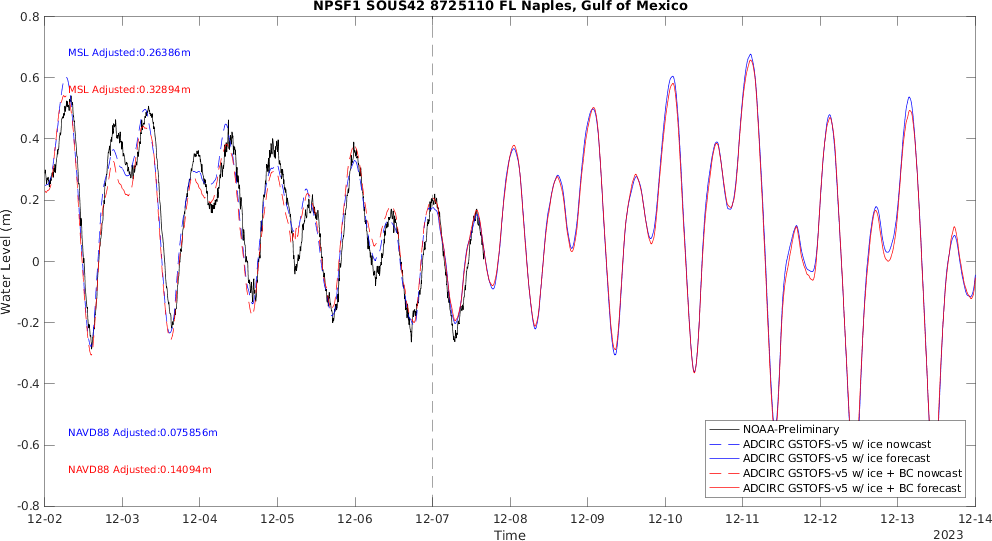 NPSF1 SOUS42 8725110 FL Naples, Gulf of Mexico
MSL Adjusted:0.26386m
MSL Adjusted:0.32894m
NAVD88 Adjusted:0.075856m
NAVD88 Adjusted:0.14094m
Water Level (m)
0.8
0.6
0.4
0.2
0
-0.2
-0.4
-0.6
-0.8
NOAA-Preliminary
ADCIRC GSTOFS-v5 w/ ice nowcast
ADCIRC GSTOFS-v5 w/ ice forecast
ADCIRC GSTOFS-v5 w/ ice + BC nowcast
ADCIRC GSTOFS-v5 w/ ice + BC forecast
12-02 12-03 12-04 12-05 12-06 12-07 12-08 12-09 12-10 12-11 12-12 12-13 12-14
Time
2023